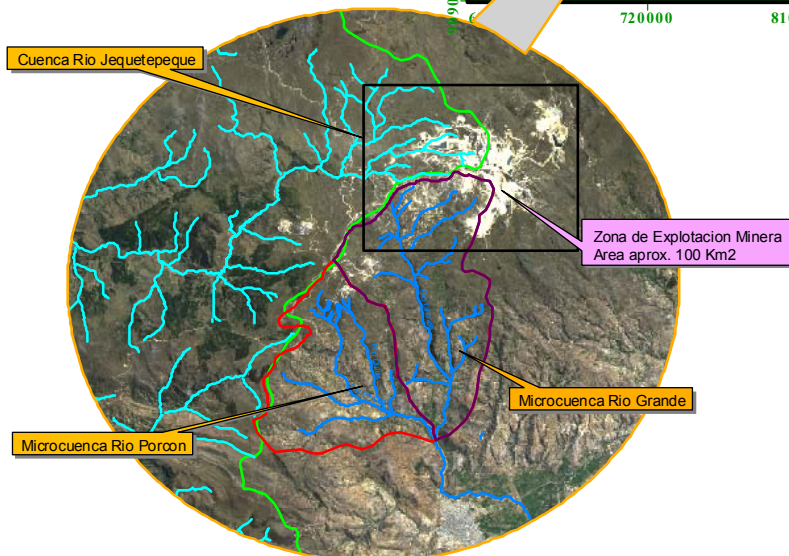 720000
Cuenca Rio Jequetepeque
Zona de Explotacion Minera
Area aprox. 100 Km2
Microcuenca Rio Grande
Microcuenca Rio Porcon